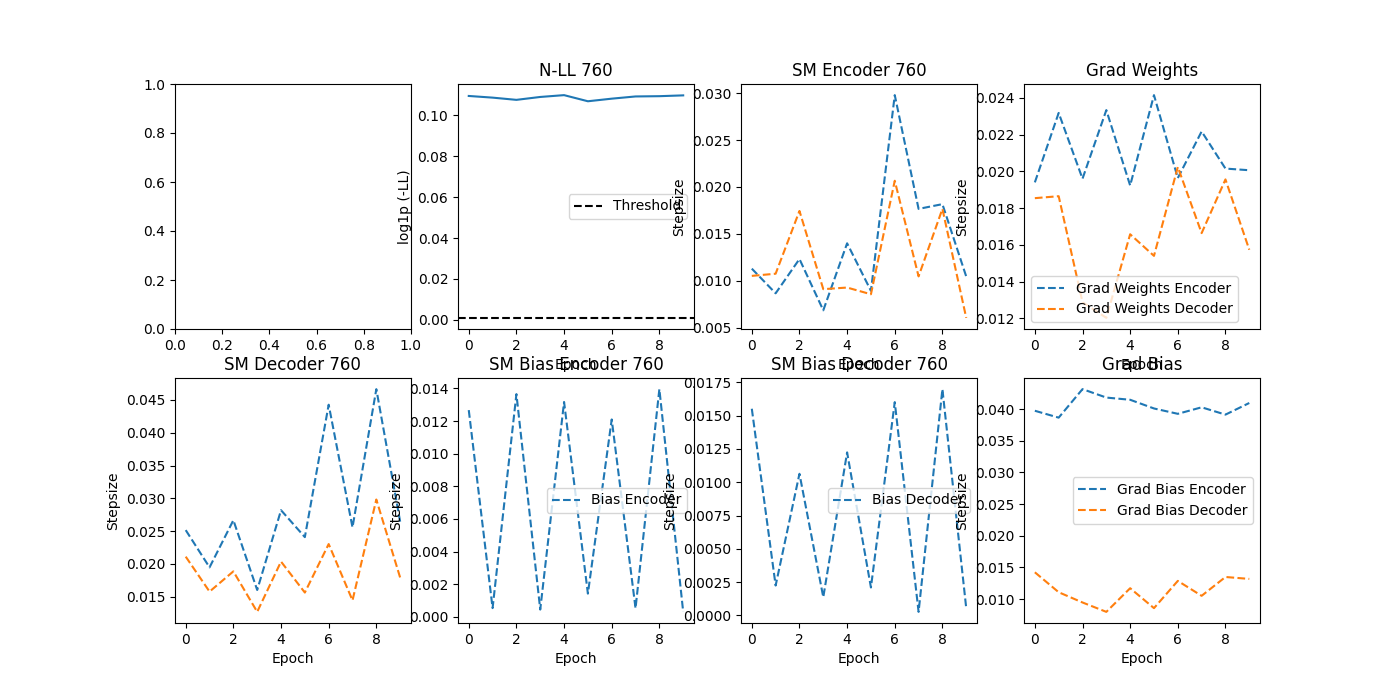 1.0
0.8
0.6
0.4
0.2
0.0
0.0 0.2 0.4 0.6 0.8 1.0
N-LL 760
log1p (-LL)
0.10
0.08
0.06
0.04
0.02
0.00
Threshold
0 2 4 6 8
Epoch
SM Encoder 760
Stepsize
0.030
0.025
0.020
0.015
0.010
0.005
0 2 4 6 8
Epoch
Grad Weights
Stepsize
0.024
0.022
0.020
0.018
0.016
0.014
0.012
Grad Weights Encoder
Grad Weights Decoder
0 2 4 6 8
Epoch
SM Decoder 760
Stepsize
0.045
0.040
0.035
0.030
0.025
0.020
0.015
0 2 4 6 8
Epoch
SM Bias Encoder 760
Stepsize
0.014
0.012
0.010
0.008
0.006
0.004
0.002
0.000
Bias Encoder
0 2 4 6 8
Epoch
SM Bias Decoder 760
Stepsize
0.0175
0.0150
0.0125
0.0100
0.0075
0.0050
0.0025
0.0000
Bias Decoder
0 2 4 6 8
Epoch
Grad Bias
Stepsize
0.040
0.035
0.030
0.025
0.020
0.015
0.010
Grad Bias Encoder
Grad Bias Decoder
0 2 4 6 8
Epoch